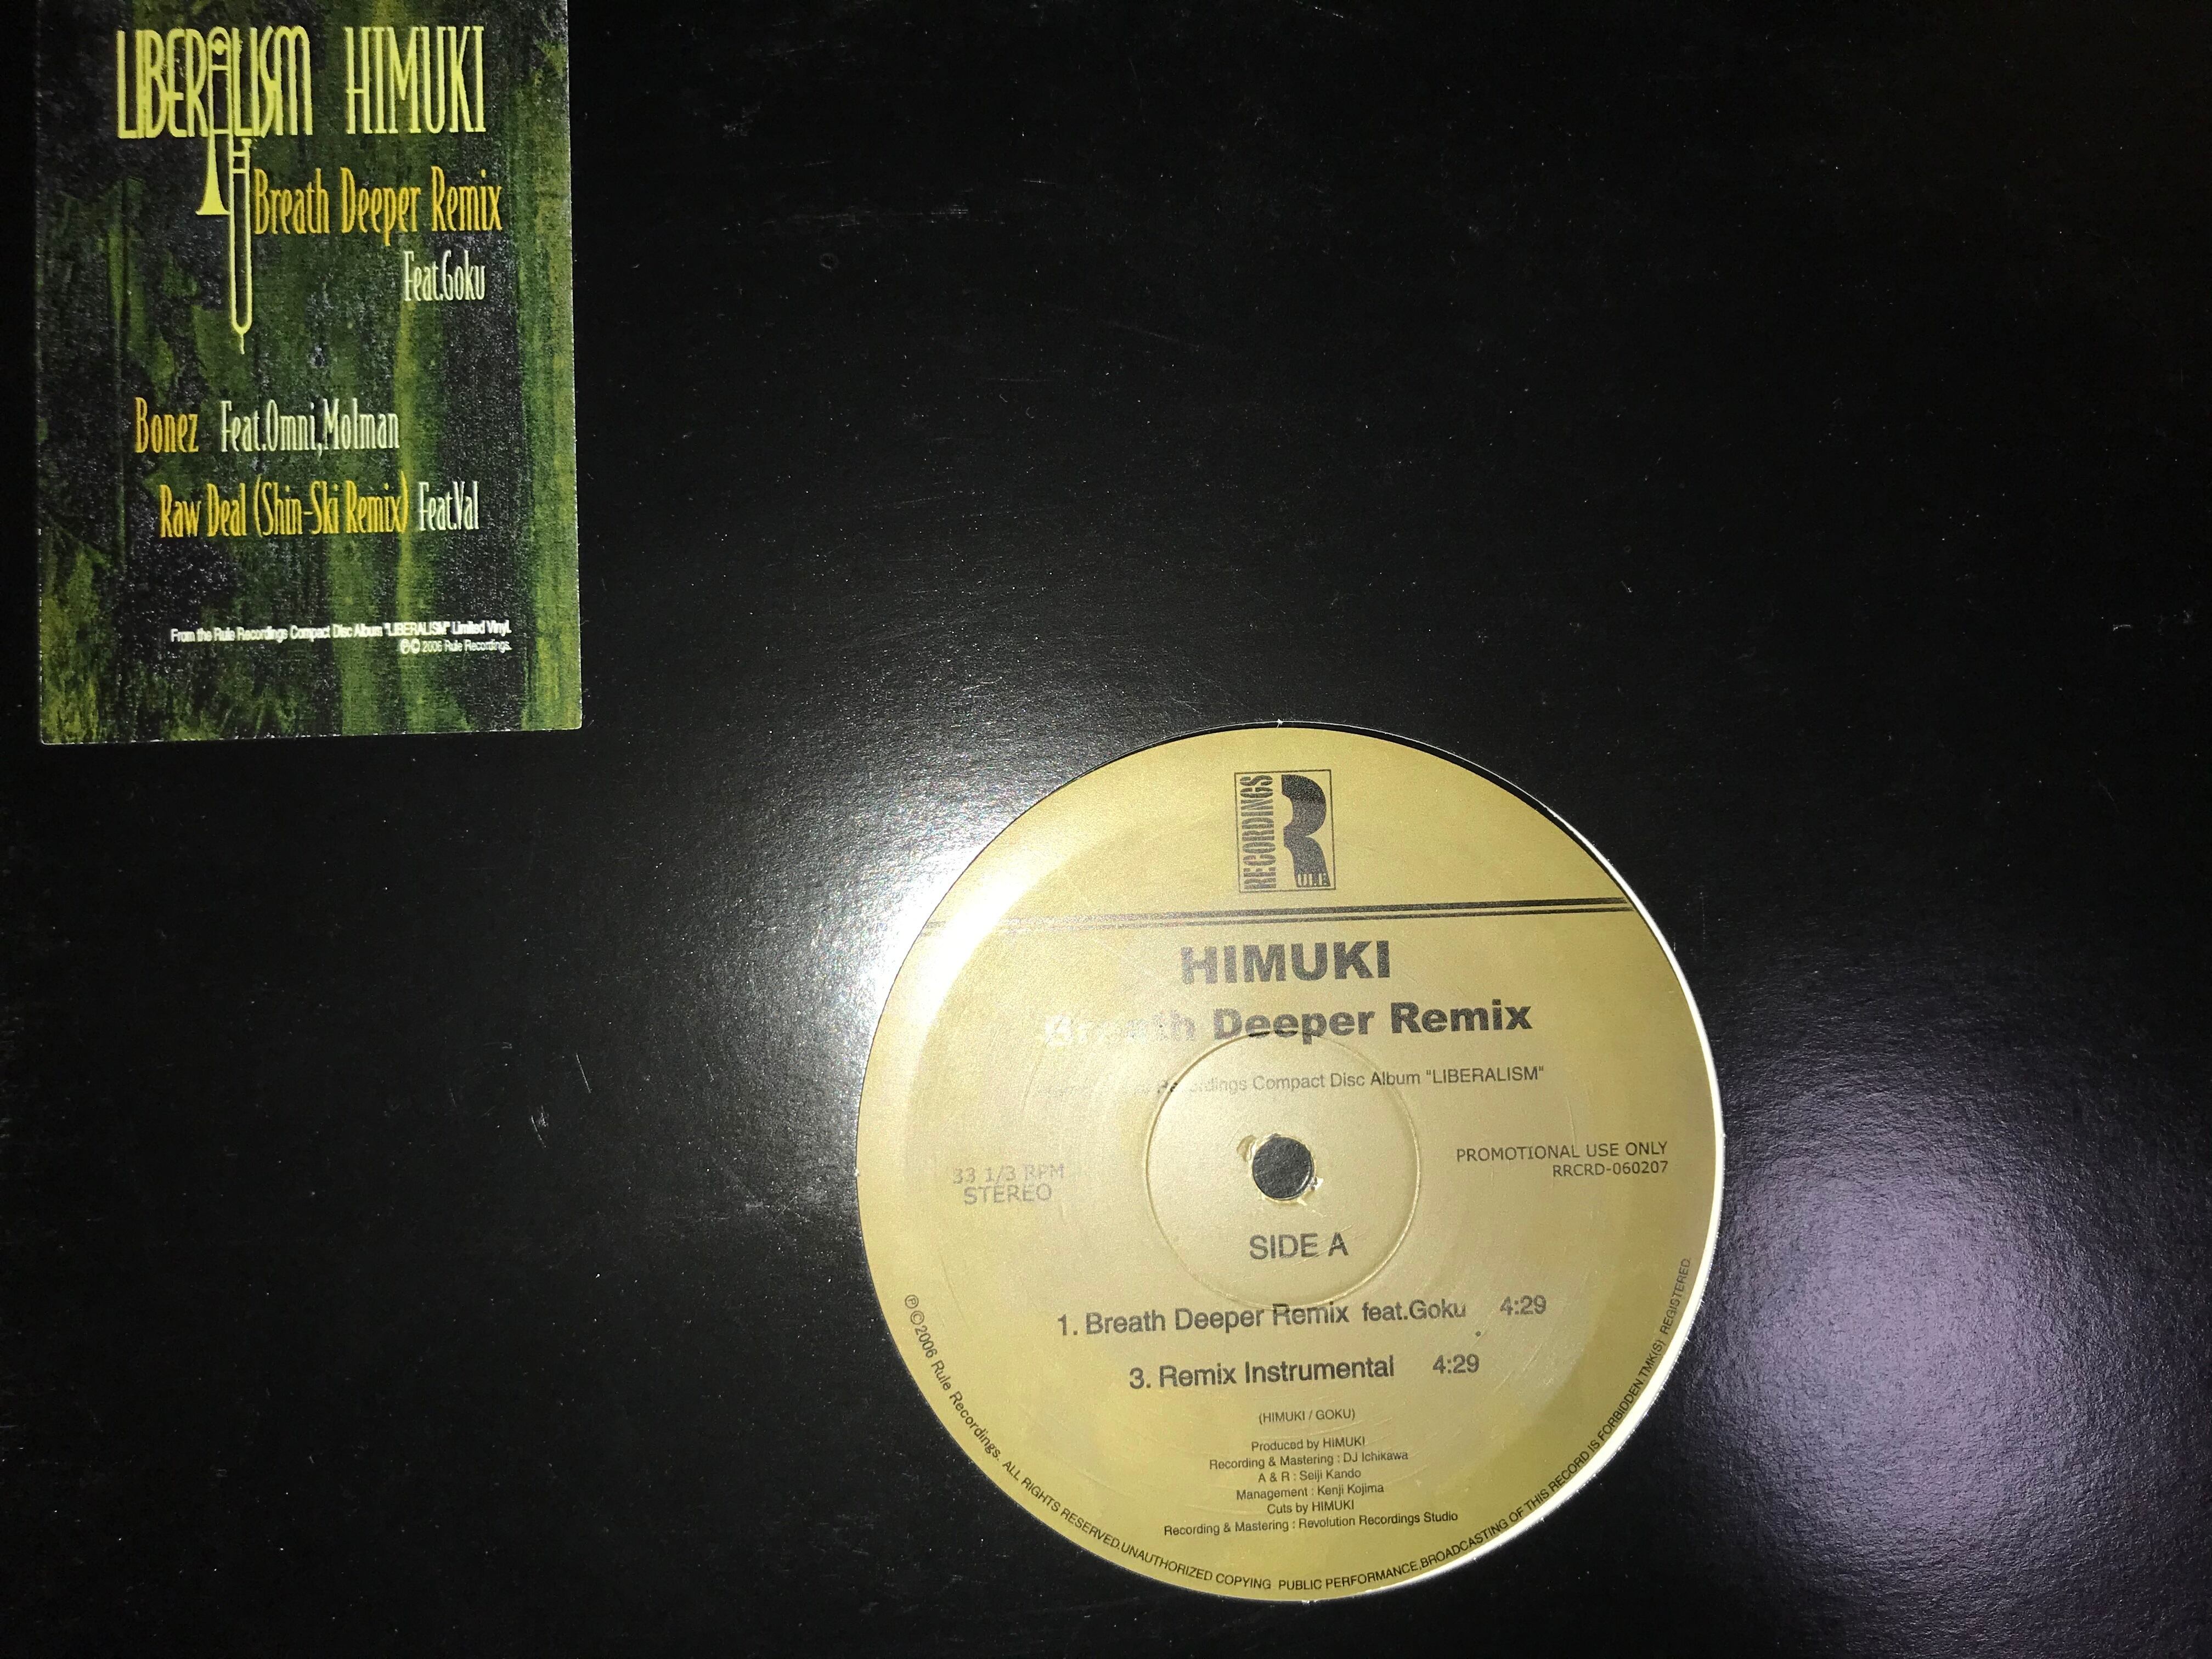 LIBERALISM HIMUKI
Breath Deeper Remix
Feat.Goku
Bonez Feat.Omni,Molman
Raw Deal (Shin-Ski Remix) Feat.Val
From the Rule Recordings Compact Disc Album "LIBERALISM" Limited Vinyl.
℗© 2006 Rule Recordings.
RECORDINGS
RULE
HIMUKI
Breath Deeper Remix
Recordings Compact Disc Album "LIBERALISM"
33 1/3 RPM
STEREO
PROMOTIONAL USE ONLY
RRCRD-060207
SIDE A
1. Breath Deeper Remix feat.Goku 4:29
3. Remix Instrumental 4:29
(HIMUKI / GOKU)
Produced by HIMUKI
Recording & Mastering : DJ Ichikawa
A & R : Seiji Kando
Management : Kenji Kojima
Cuts by HIMUKI
Recording & Mastering : Revolution Recordings Studio
℗©2006 Rule Recordings. ALL RIGHTS RESERVED.UNAUTHORIZED COPYING PUBLIC PERFORMANCE.BROADCASTING OF THIS RECORD IS FORBIDDEN TMK(S) REGISTERED.